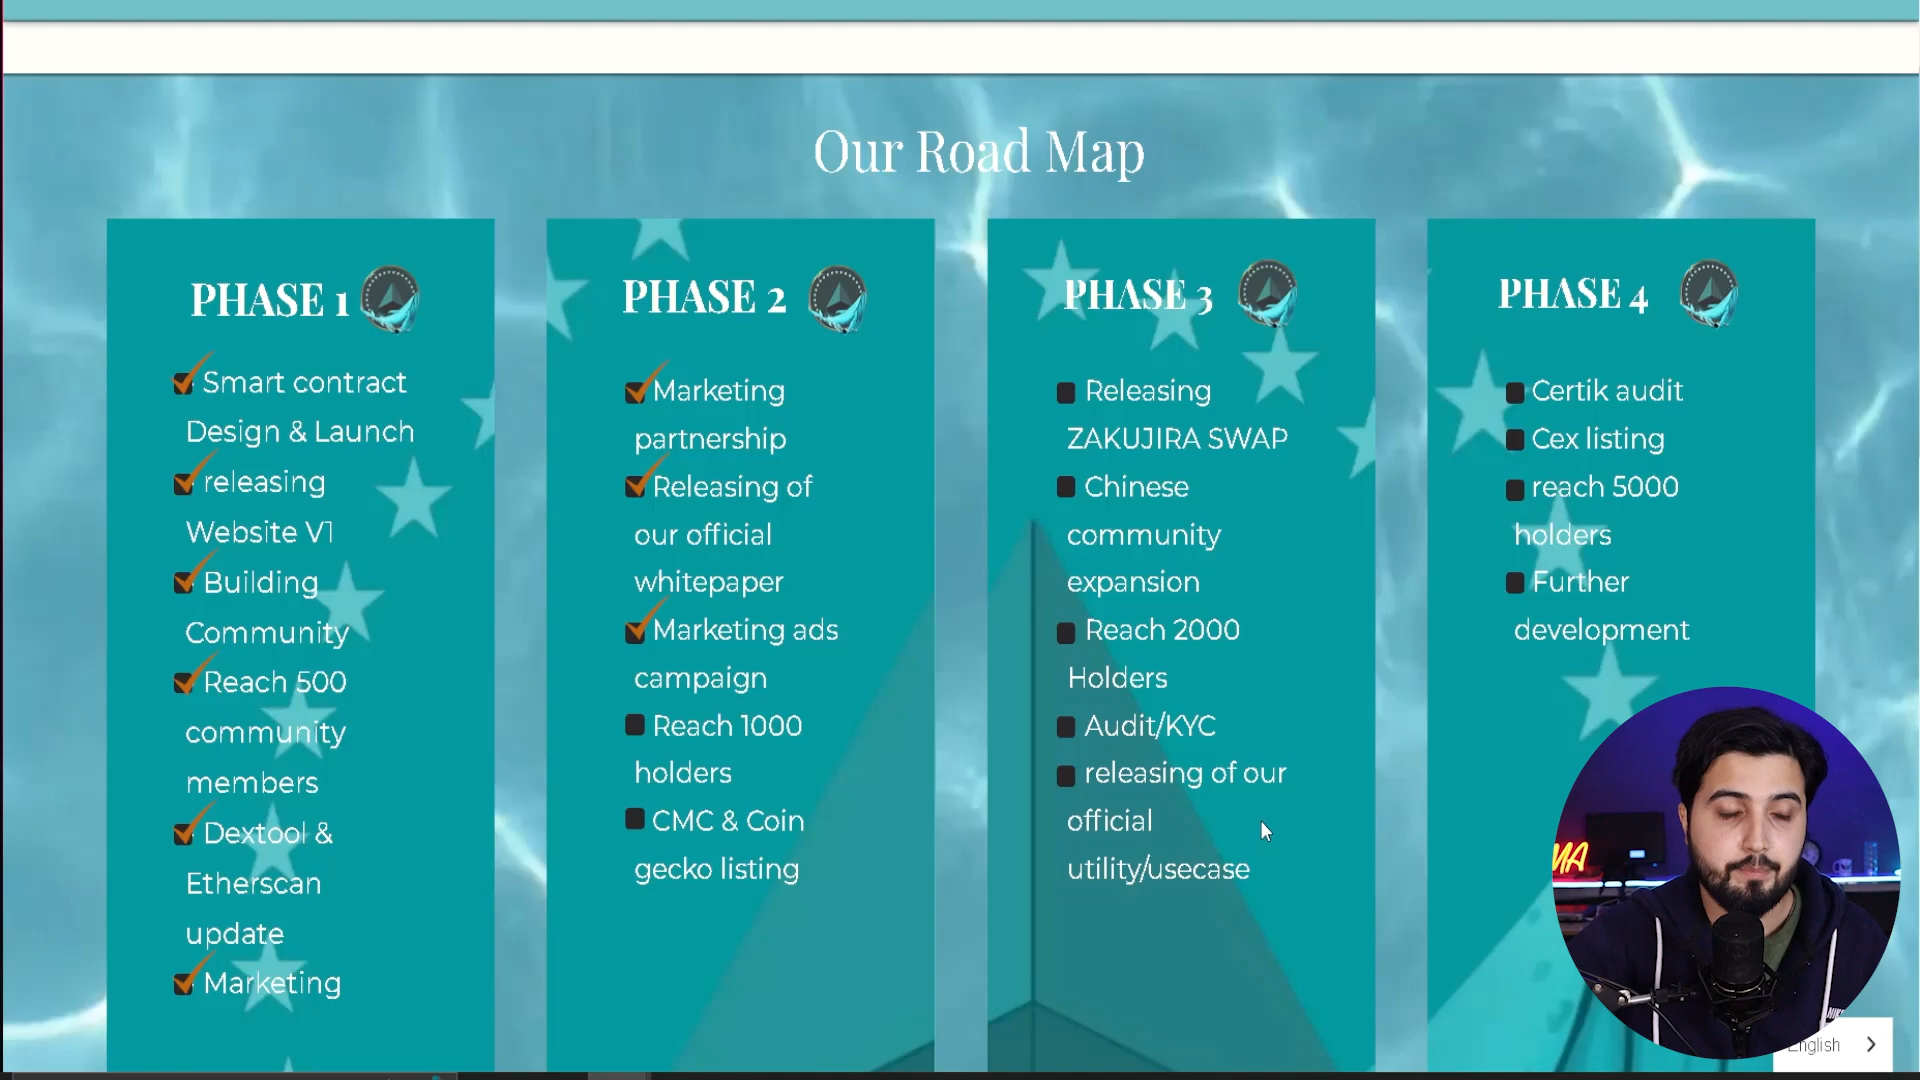 Our Road Map
PHASE 1
Smart contract
Design & Launch
releasing
Website V1
Building
Community
Reach 500
community
members
Dextool &
Etherscan
update
Marketing
PHASE 2
Marketing
partnership
Releasing of
our official
whitepaper
Marketing ads
campaign
Reach 1000
holders
CMC & Coin
gecko listing
PHASE 3
Releasing
ZAKUJIRA SWAP
Chinese
community
expansion
Reach 2000
Holders
Audit/KYC
releasing of our
official
utility/usecase
PHASE 4
Certik audit
Cex listing
reach 5000
holders
Further
development
MA
English